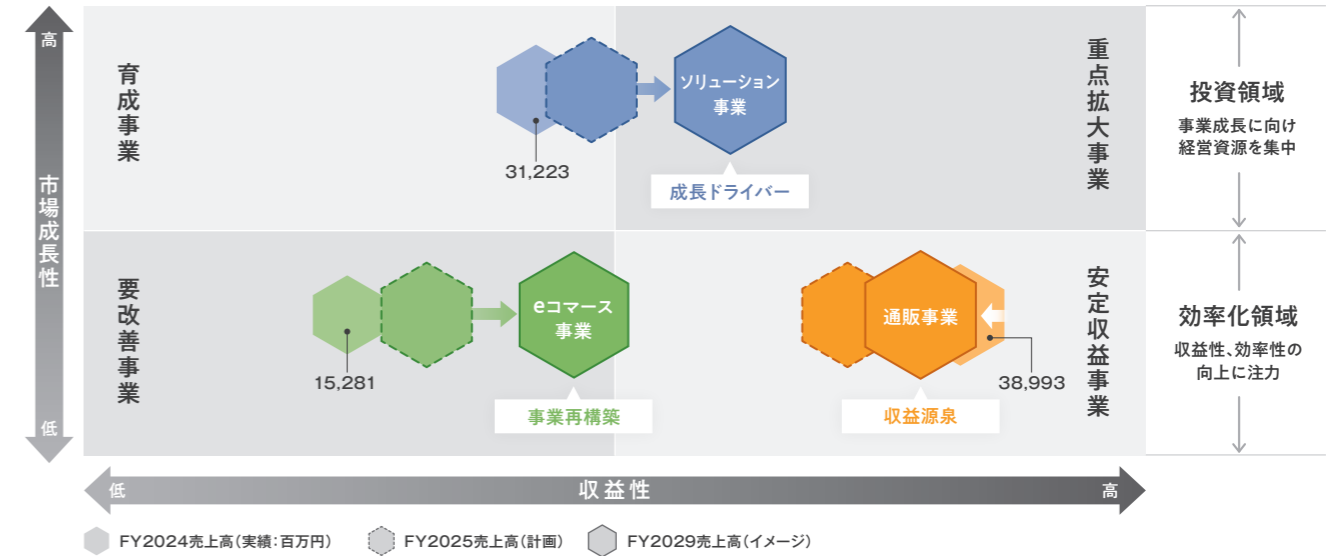 高
市場成長性
低
育成事業
31,223
ソリューション
事業
成長ドライバー
重点拡大事業
投資領域
事業成長に向け
経営資源を集中
要改善事業
15,281
eコマース
事業
事業再構築
通販事業
38,993
収益源泉
安定収益事業
効率化領域
収益性、効率性の
向上に注力
低
収益性
高
FY2024売上高(実績:百万円)
FY2025売上高(計画)
FY2029売上高(イメージ)